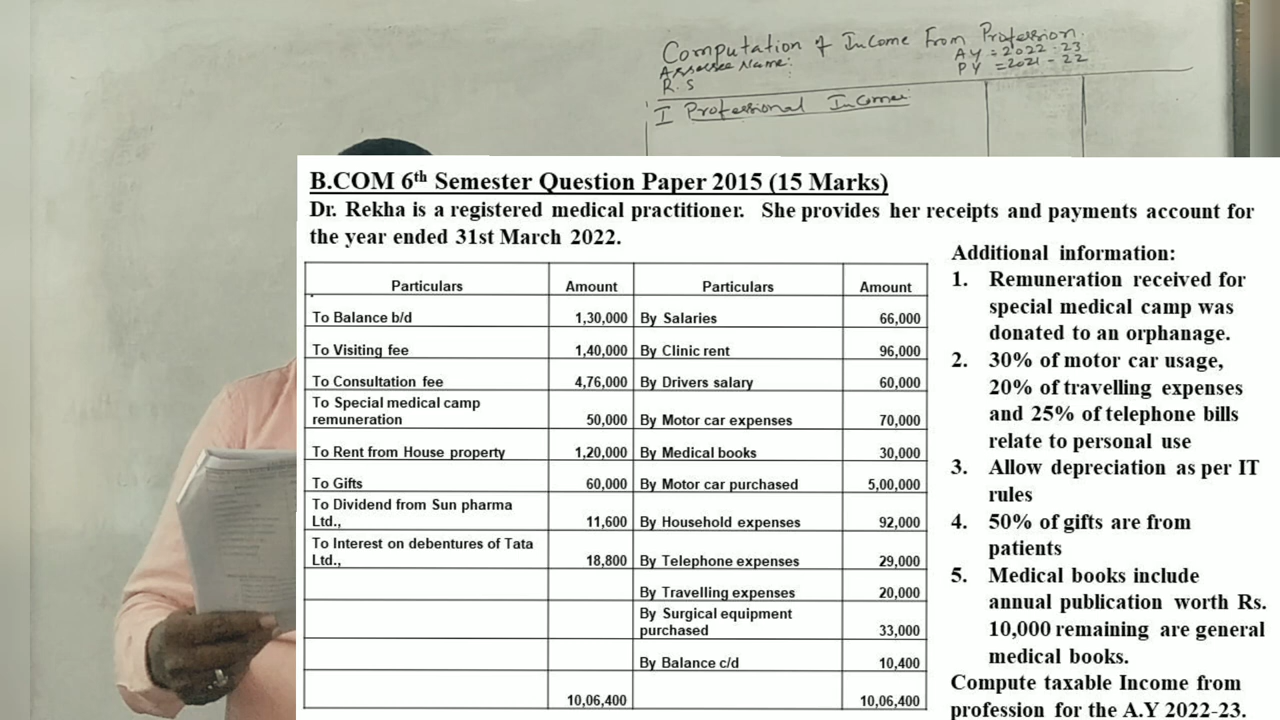 Computation of Income From Profession.
Assessee Name:
A Y = 2022-23
P Y = 2021-22
R. S
I Professional Income
B.COM 6th Semester Question Paper 2015 (15 Marks)
Dr. Rekha is a registered medical practitioner. She provides her receipts and payments account for
the year ended 31st March 2022.
Particulars Amount Particulars Amount
To Balance b/d 1,30,000 By Salaries 66,000
To Visiting fee 1,40,000 By Clinic rent 96,000
To Consultation fee 4,76,000 By Drivers salary 60,000
To Special medical camp
remuneration 50,000 By Motor car expenses 70,000
To Rent from House property 1,20,000 By Medical books 30,000
To Gifts 60,000 By Motor car purchased 5,00,000
To Dividend from Sun pharma
Ltd., 11,600 By Household expenses 92,000
To Interest on debentures of Tata
Ltd., 18,800 By Telephone expenses 29,000
By Travelling expenses 20,000
By Surgical equipment
purchased 33,000
By Balance c/d 10,400
10,06,400 10,06,400
Additional information:
1. Remuneration received for
special medical camp was
donated to an orphanage.
2. 30% of motor car usage,
20% of travelling expenses
and 25% of telephone bills
relate to personal use
3. Allow depreciation as per IT
rules
4. 50% of gifts are from
patients
5. Medical books include
annual publication worth Rs.
10,000 remaining are general
medical books.
Compute taxable Income from
profession for the A.Y 2022-23.